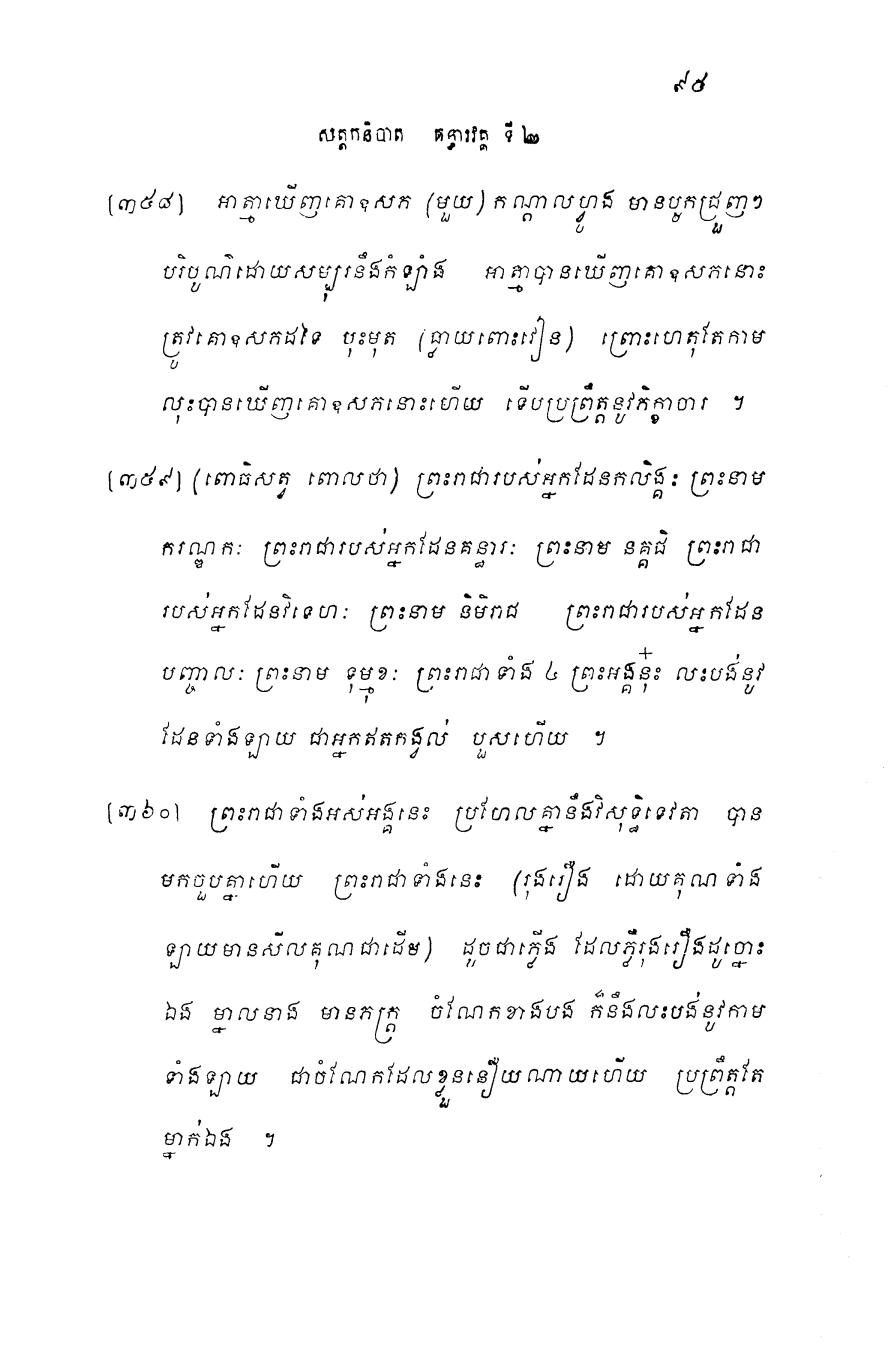 ៩៥
សត្តកនិបាត គន្ធារវគ្គ ទី ២
[៣៥៨] អាត្មាឃើញគោឧសភ (មួយ) កណ្តាលហ្វូង មានបូកជ្រួញៗ
បរិបូណ៌ដោយសម្បុរនឹងកំឡាំង អាត្មាបានឃើញគោឧសភនោះ
ត្រូវគោឧសភដទៃ បុះមុត (ធ្លាយពោះវៀន) ព្រោះហេតុតែកាម
លុះបានឃើញគោឧសភនោះហើយ ទើបប្រព្រឹត្តនូវភិក្ខាចារ ។
[៣៥៩] (ពោធិសត្វ ពោលថា) ព្រះរាជារបស់អ្នកដែនកលិង្គៈ ព្រះនាម
ករណ្ឌកៈ ព្រះរាជារបស់អ្នកដែនគន្ធារៈ ព្រះនាម នគ្គជិ ព្រះរាជា
របស់អ្នកដែនវិទេហៈ ព្រះនាម និមិរាជ ព្រះរាជារបស់អ្នកដែន
បញ្ចាលៈ ព្រះនាម ទុម្មុខៈ ព្រះរាជាទាំង ៤ ព្រះអង្គនុ៎ះ លះបង់នូវ
ដែនទាំងឡាយ ជាអ្នកឥតកង្វល់ បួសហើយ ។
[៣៦០] ព្រះរាជាទាំងអស់អង្គនេះ ប្រហែលគ្នានឹងវិសុទ្ធិទេវតា បាន
មកចួបគ្នាហើយ ព្រះរាជាទាំងនេះ (រុងរឿង ដោយគុណទាំង
ឡាយមានសីលគុណជាដើម) ដូចជាភ្លើង ដែលភ្លឺរុងរឿងដូច្នោះ
ឯង ម្នាលនាង មានភក្ត្រ ចំណែកខាងបង ក៏នឹងលះបង់នូវកាម
ទាំងឡាយ ជាចំណែកដែលខ្លួននឿយណាយហើយ ប្រព្រឹត្តតែ
ម្នាក់ឯង ។